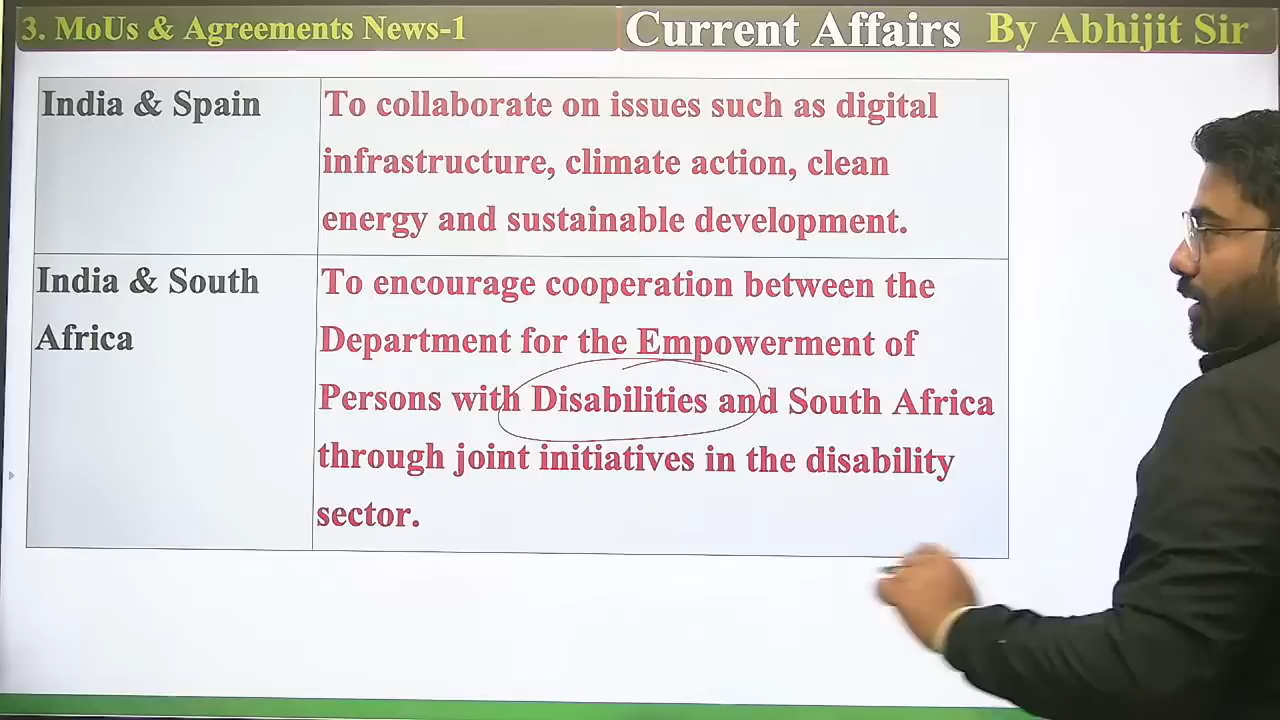 3. MoUs & Agreements News-1
Current Affairs By Abhijit Sir
India & Spain
To collaborate on issues such as digital
infrastructure, climate action, clean
energy and sustainable development.
India & South
Africa
To encourage cooperation between the
Department for the Empowerment of
Persons with Disabilities and South Africa
through joint initiatives in the disability
sector.